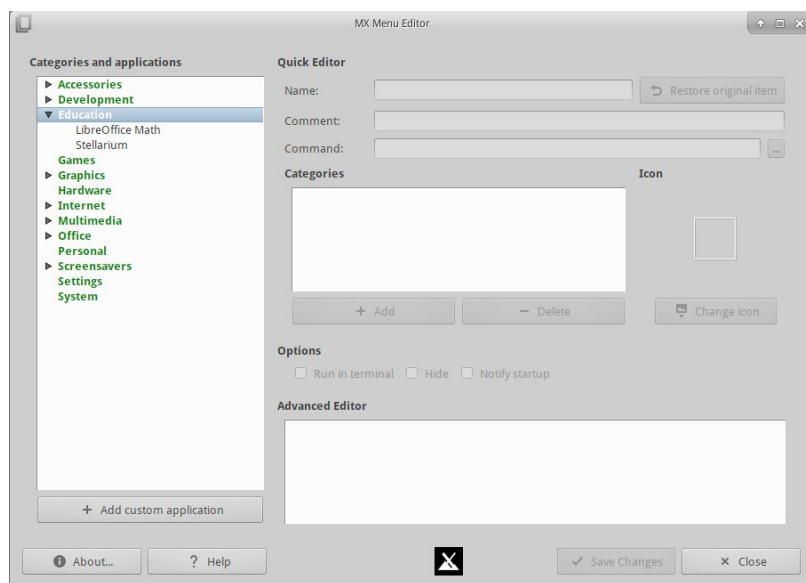 MX Menu Editor
Categories and applications
Accessories
Development
Education
LibreOffice Math
Stellarium
Games
Graphics
Hardware
Internet
Multimedia
Office
Personal
Screensavers
Settings
System
+ Add custom application
Quick Editor
Name:
Restore original item
Comment:
Command:
...
Categories
Icon
+ Add
− Delete
Change icon
Options
Run in terminal
Hide
Notify startup
Advanced Editor
About...
? Help
Save Changes
Close